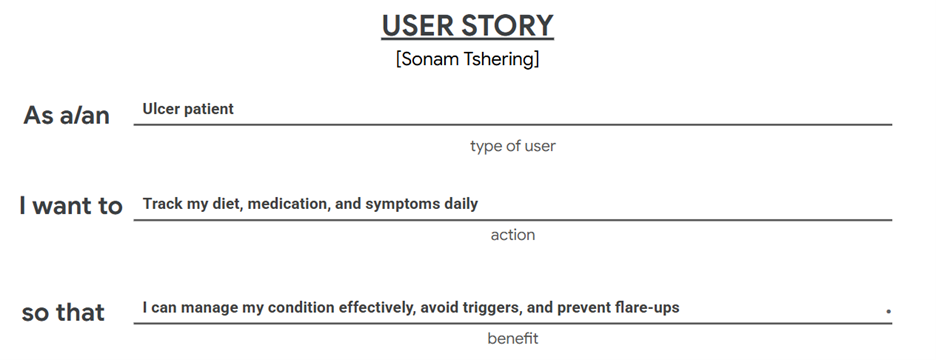 USER STORY
[Sonam Tshering]
As a/an Ulcer patient
type of user
I want to Track my diet, medication, and symptoms daily
action
so that I can manage my condition effectively, avoid triggers, and prevent flare-ups .
benefit